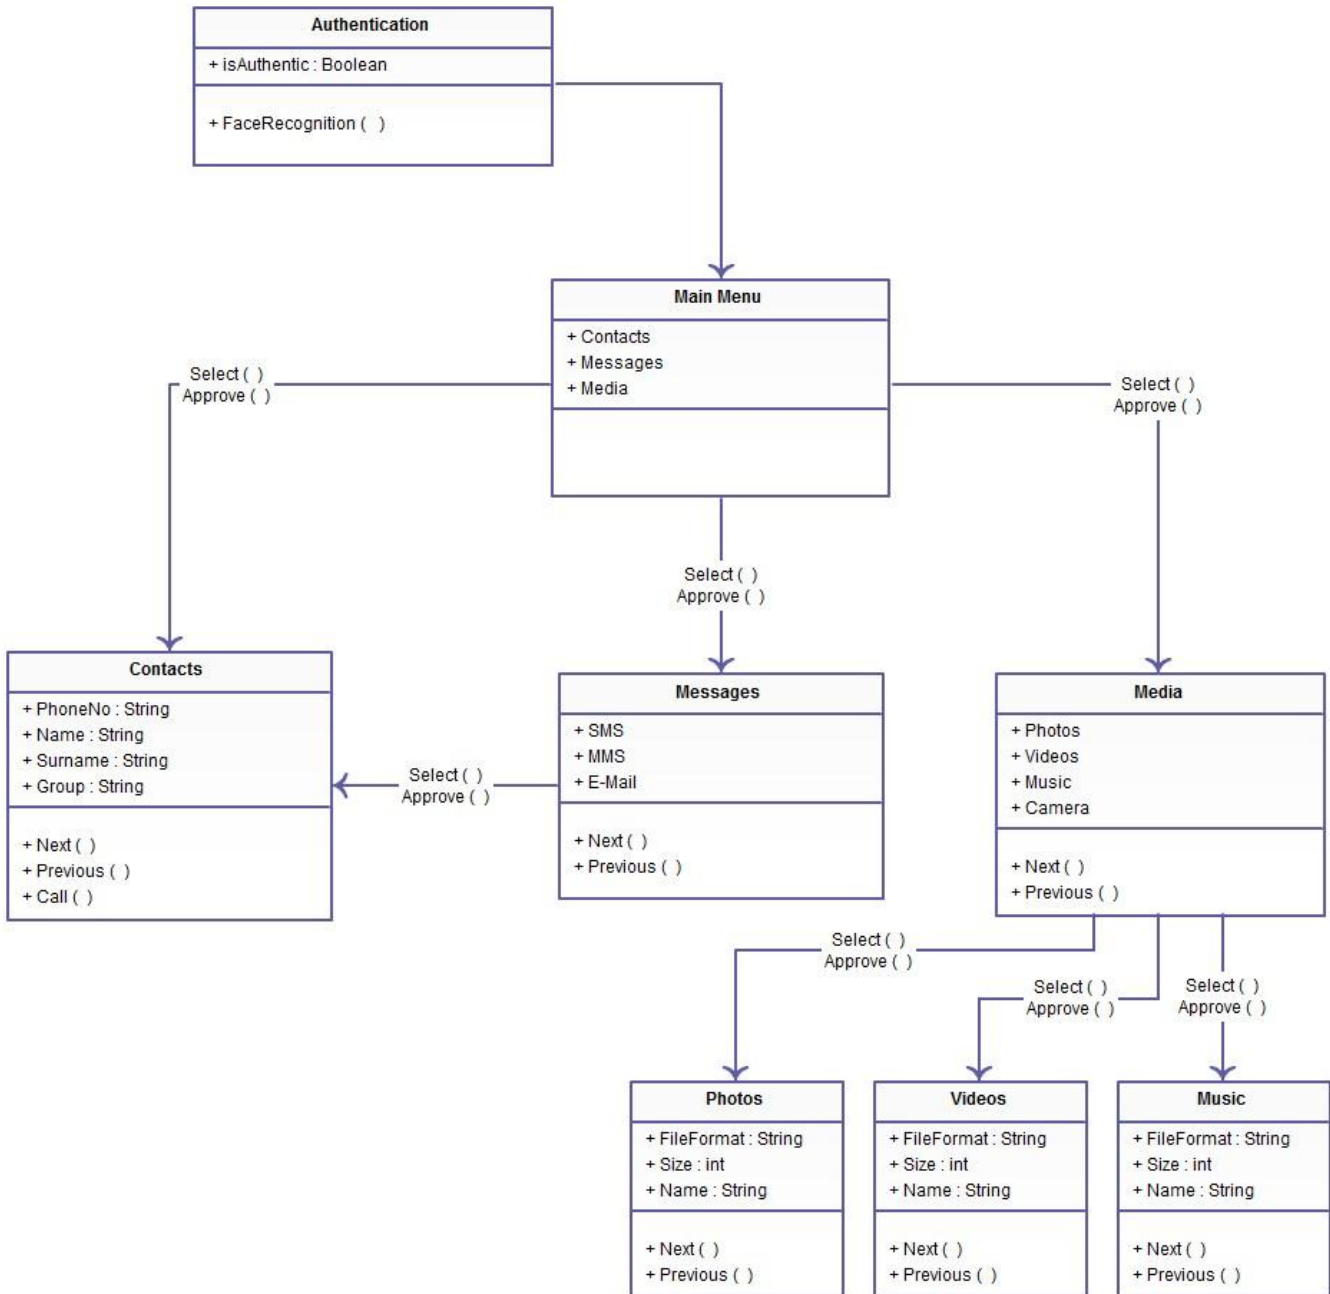 Authentication
+ isAuthentic : Boolean
+ FaceRecognition ( )
Main Menu
+ Contacts
+ Messages
+ Media
Select ( )
Approve ( )
Select ( )
Approve ( )
Select ( )
Approve ( )
Contacts
+ PhoneNo : String
+ Name : String
+ Surname : String
+ Group : String
+ Next ( )
+ Previous ( )
+ Call ( )
Select ( )
Approve ( )
Messages
+ SMS
+ MMS
+ E-Mail
+ Next ( )
+ Previous ( )
Media
+ Photos
+ Videos
+ Music
+ Camera
+ Next ( )
+ Previous ( )
Select ( )
Approve ( )
Select ( )
Approve ( )
Select ( )
Approve ( )
Photos
+ FileFormat : String
+ Size : int
+ Name : String
+ Next ( )
+ Previous ( )
Videos
+ FileFormat : String
+ Size : int
+ Name : String
+ Next ( )
+ Previous ( )
Music
+ FileFormat : String
+ Size : int
+ Name : String
+ Next ( )
+ Previous ( )